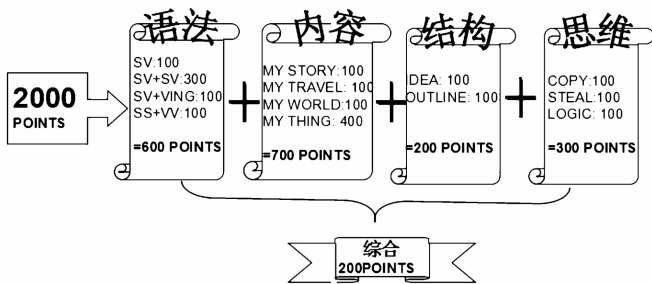 语法
内容
结构
思维
2000
POINTS
SV:100
SV+SV:300
SV+VING:100
SS+VV:100
=600 POINTS
+
MY STORY:100
MY TRAVEL:100
MY WORLD:100
MY THING: 400
=700 POINTS
+
IDEA: 100
OUTLINE: 100
=200 POINTS
+
COPY:100
STEAL:100
LOGIC: 100
=300 POINTS
综合
200POINTS